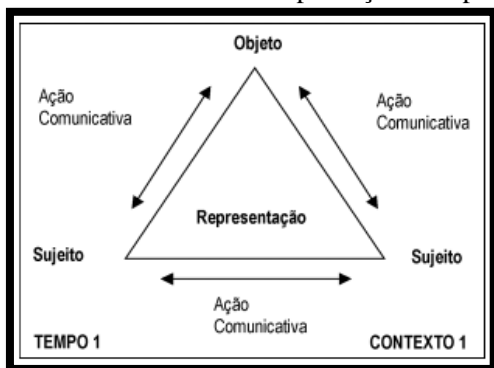 Objeto
Ação
Comunicativa
Ação
Comunicativa
Representação
Sujeito
Sujeito
Ação
Comunicativa
TEMPO 1
CONTEXTO 1